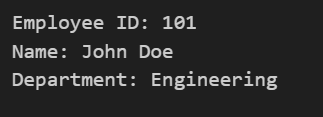 Employee ID: 101
Name: John Doe
Department: Engineering